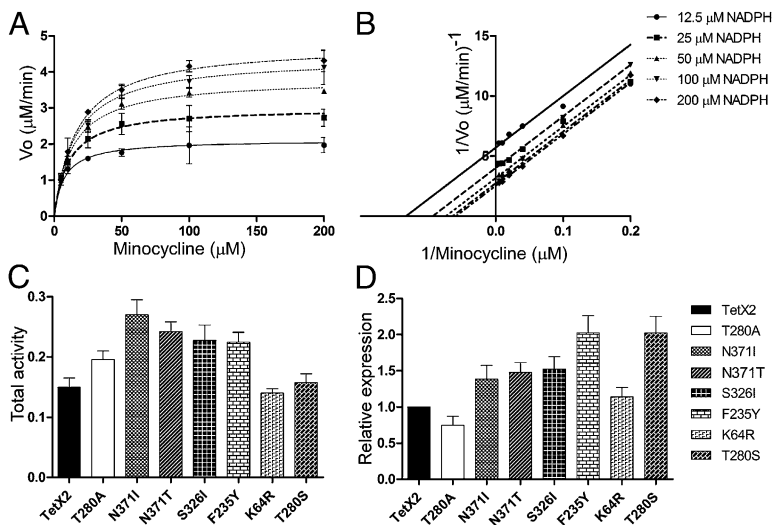 A
Vo (μM/min)
5
4
3
2
1
0
0 50 100 150 200
Minocycline (μM)
B
1/Vo (μM/min)⁻¹
15
10
5
0.0 0.1 0.2
1/Minocycline (μM)
12.5 μM NADPH
25 μM NADPH
50 μM NADPH
100 μM NADPH
200 μM NADPH
C
Total activity
0.3
0.2
0.1
0.0
TetX2 T280A N371I N371T S326I F235Y K64R T280S
D
Relative expression
2.5
2.0
1.5
1.0
0.5
0.0
TetX2 T280A N371I N371T S326I F235Y K64R T280S
TetX2
T280A
N371I
N371T
S326I
F235Y
K64R
T280S